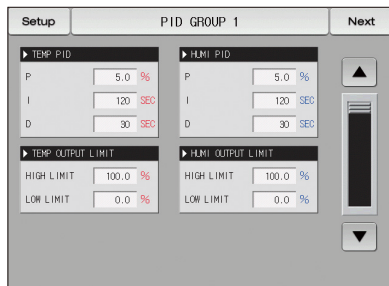 Setup PID GROUP 1 Next
▶ TEMP PID
P 5.0 %
I 120 SEC
D 30 SEC
▶ HUMI PID
P 5.0 %
I 120 SEC
D 30 SEC
▶ TEMP OUTPUT LIMIT
HIGH LIMIT 100.0 %
LOW LIMIT 0.0 %
▶ HUMI OUTPUT LIMIT
HIGH LIMIT 100.0 %
LOW LIMIT 0.0 %